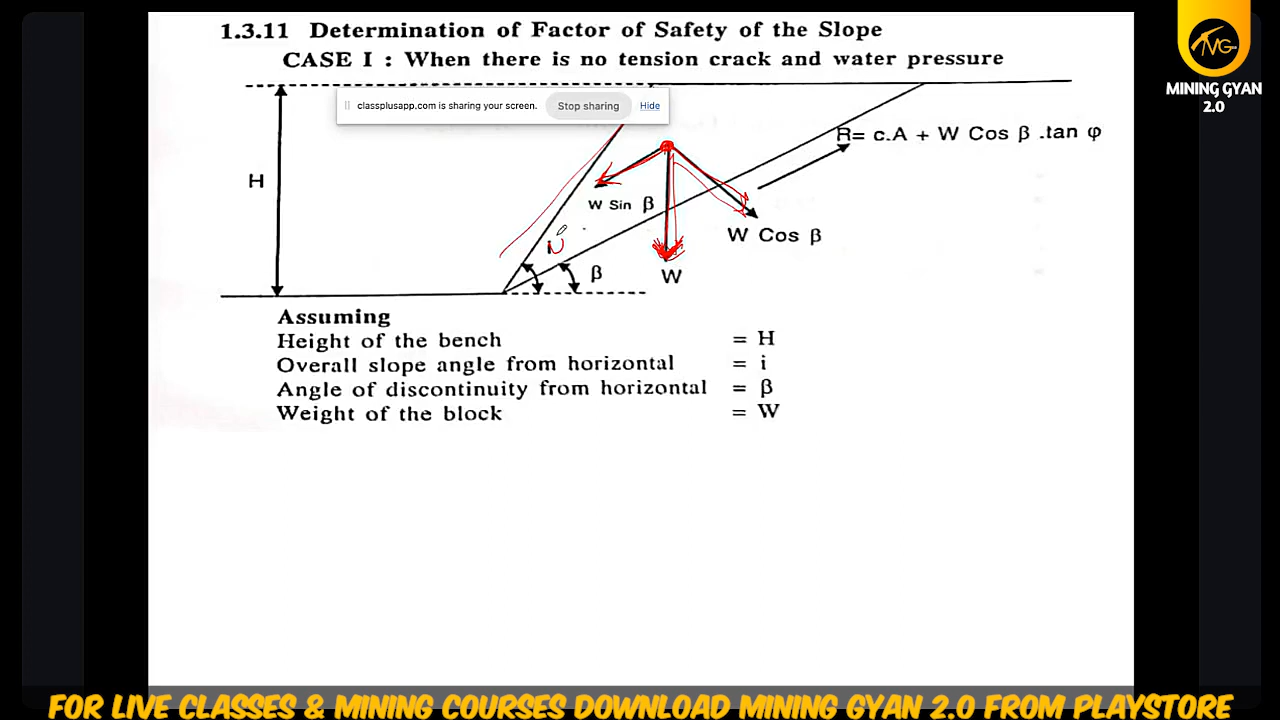 1.3.11 Determination of Factor of Safety of the Slope
CASE I : When there is no tension crack and water pressure
classplusapp.com is sharing your screen. Stop sharing Hide
MINING GYAN
2.0
R= c.A + W Cos β .tan φ
H
W Sin β
W Cos β
i
β
W
Assuming
Height of the bench = H
Overall slope angle from horizontal = i
Angle of discontinuity from horizontal = β
Weight of the block = W
FOR LIVE CLASSES & MINING COURSES DOWNLOAD MINING GYAN 2.0 FROM PLAYSTORE